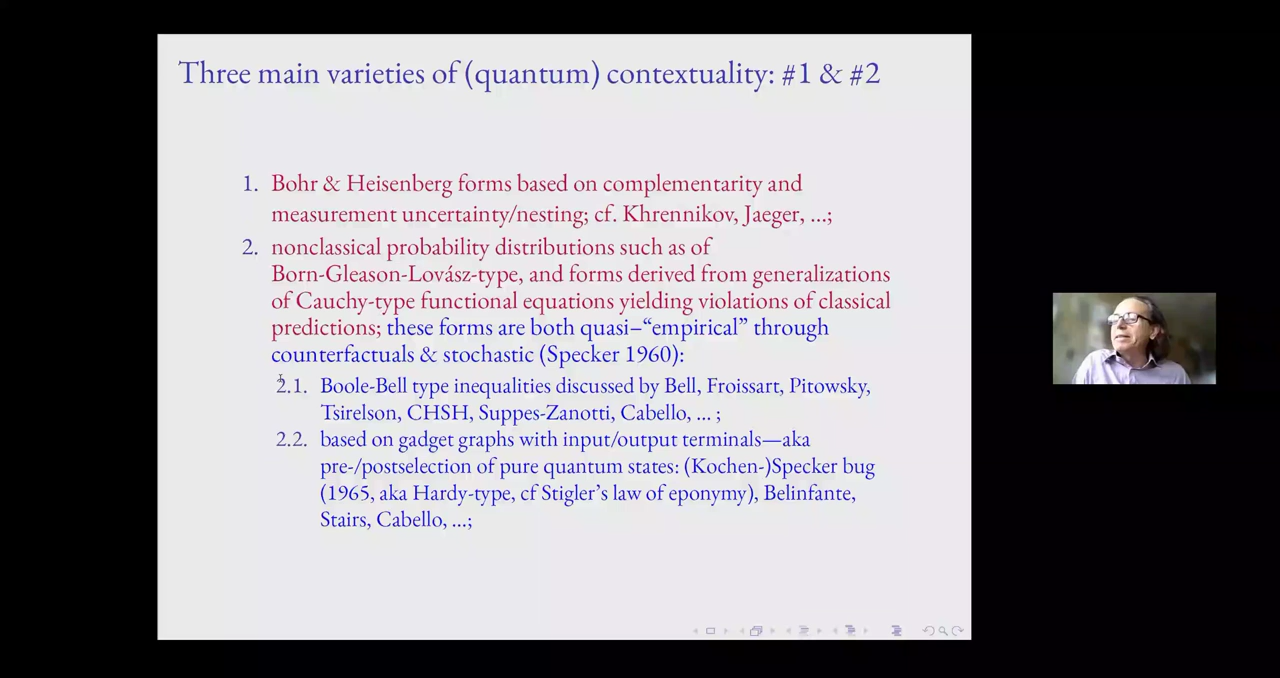 Three main varieties of (quantum) contextuality: #1 & #2
1. Bohr & Heisenberg forms based on complementarity and
measurement uncertainty/nesting; cf. Khrennikov, Jaeger, ...;
2. nonclassical probability distributions such as of
Born-Gleason-Lovász-type, and forms derived from generalizations
of Cauchy-type functional equations yielding violations of classical
predictions; these forms are both quasi–“empirical” through
counterfactuals & stochastic (Specker 1960):
2.1. Boole-Bell type inequalities discussed by Bell, Froissart, Pitowsky,
Tsirelson, CHSH, Suppes-Zanotti, Cabello, ... ;
2.2. based on gadget graphs with input/output terminals—aka
pre-/postselection of pure quantum states: (Kochen-)Specker bug
(1965, aka Hardy-type, cf Stigler’s law of eponymy), Belinfante,
Stairs, Cabello, ...;